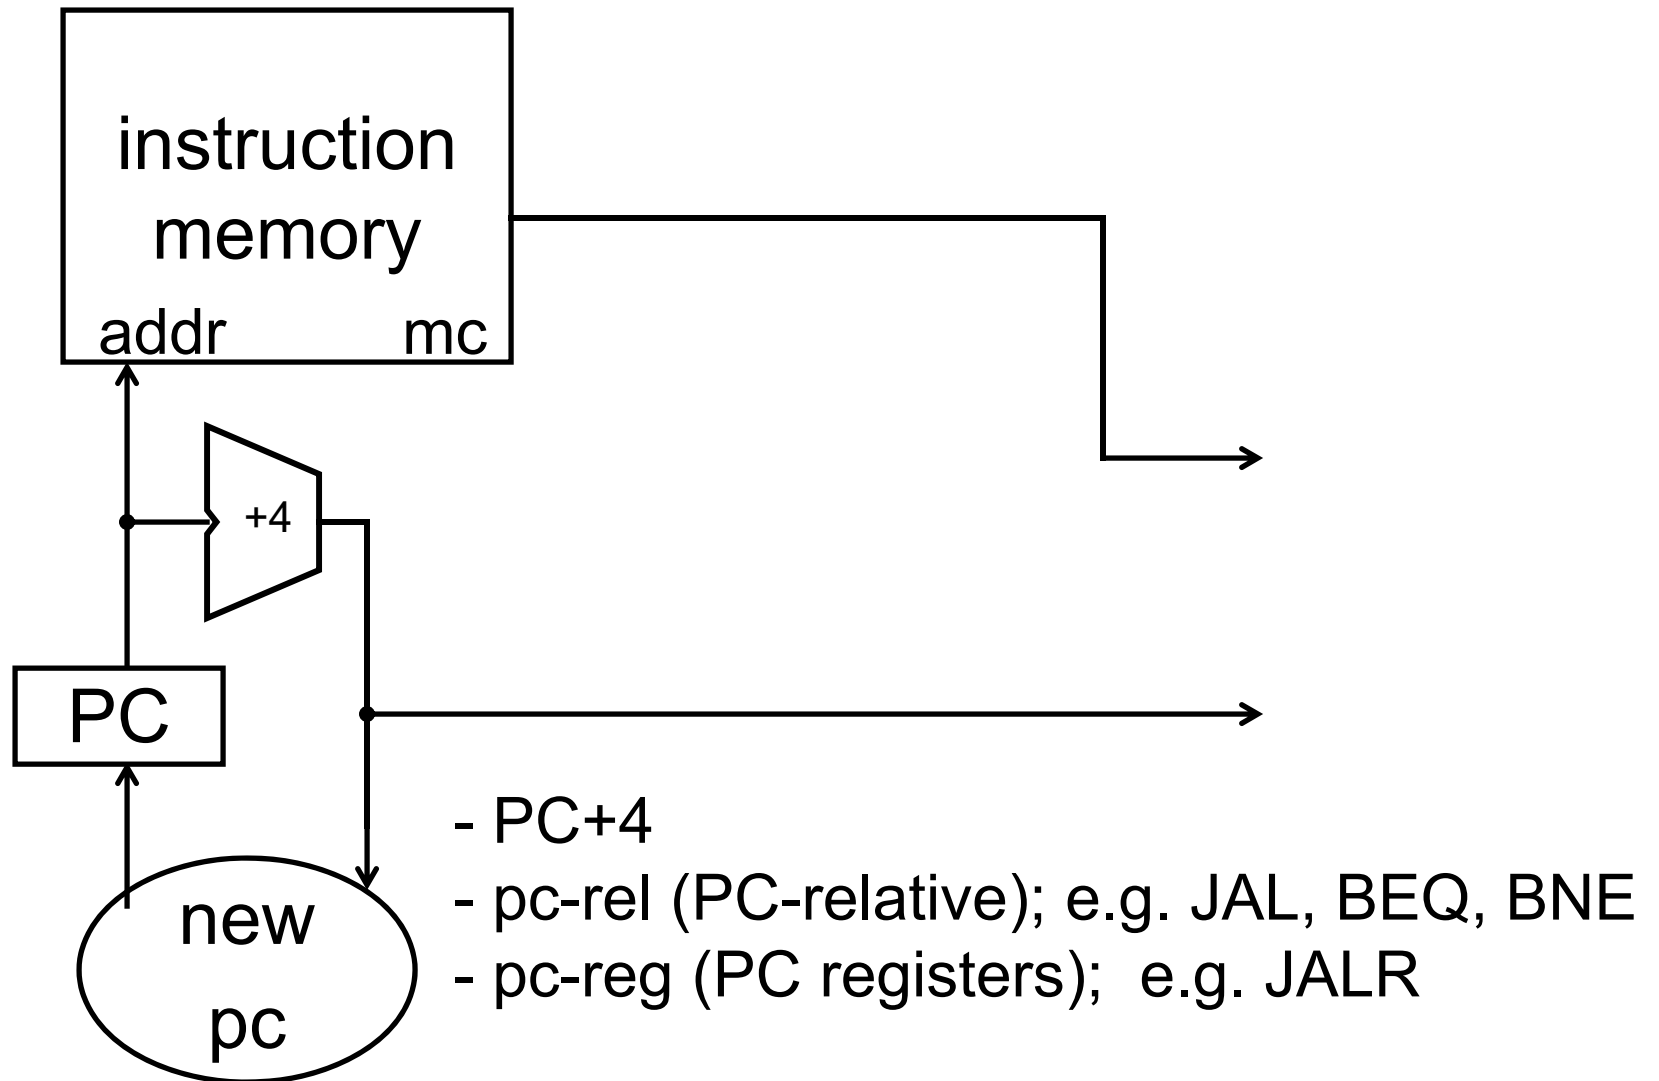 instruction
memory
addr mc
+4
PC
- PC+4
- pc-rel (PC-relative); e.g. JAL, BEQ, BNE
- pc-reg (PC registers);  e.g. JALR
new
pc